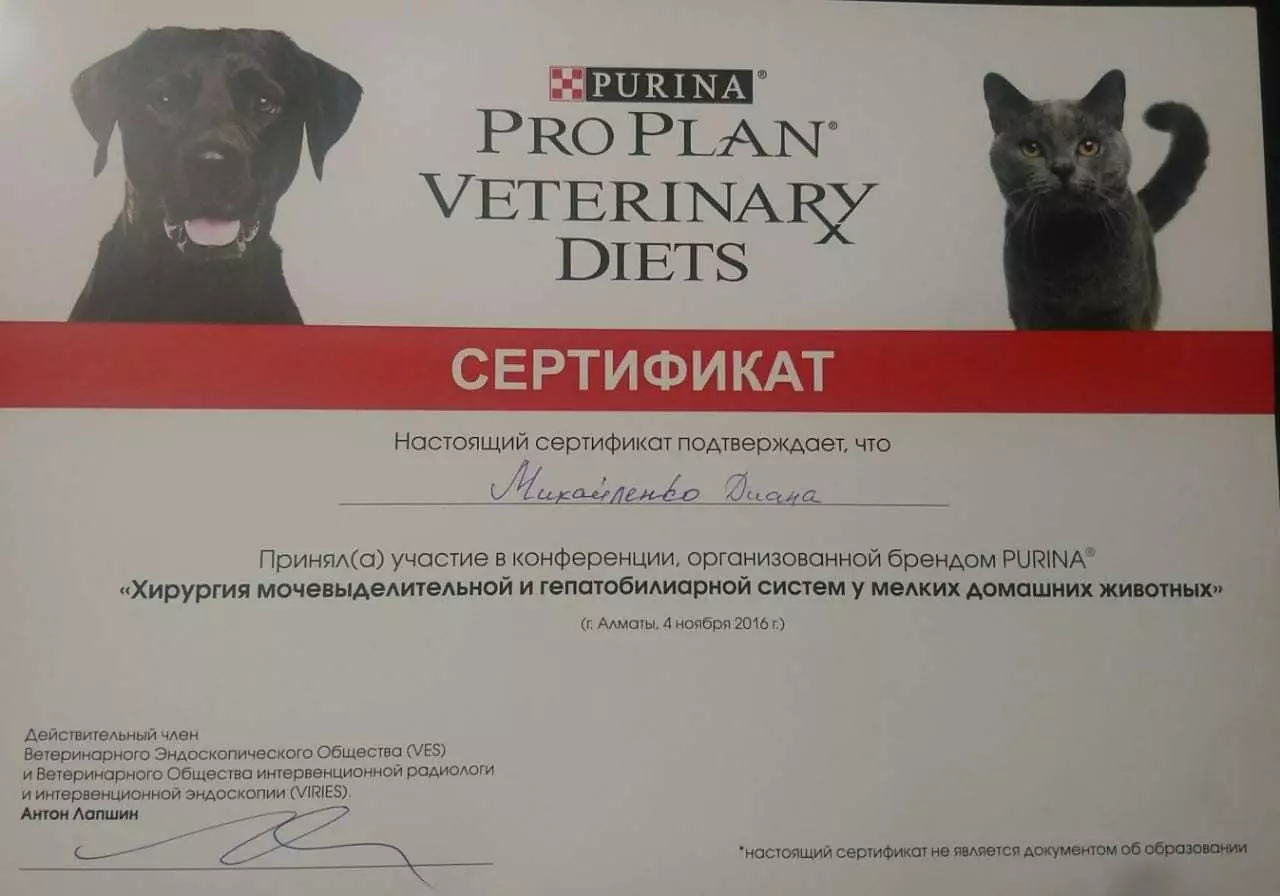 PURINA®
PRO PLAN®
VETERINARY
DIETS
СЕРТИФИКАТ
Настоящий сертификат подтверждает, что
Михайленко Диана
Принял(а) участие в конференции, организованной брендом PURINA®
«Хирургия мочевыделительной и гепатобилиарной систем у мелких домашних животных»
(г. Алматы, 4 ноября 2016 г.)
Действительный член
Ветеринарного Эндоскопического Общества (VES)
и Ветеринарного Общества интервенционной радиологи
и интервенционной эндоскопии (VIRIES).
Антон Лапшин
*настоящий сертификат не является документом об образовании